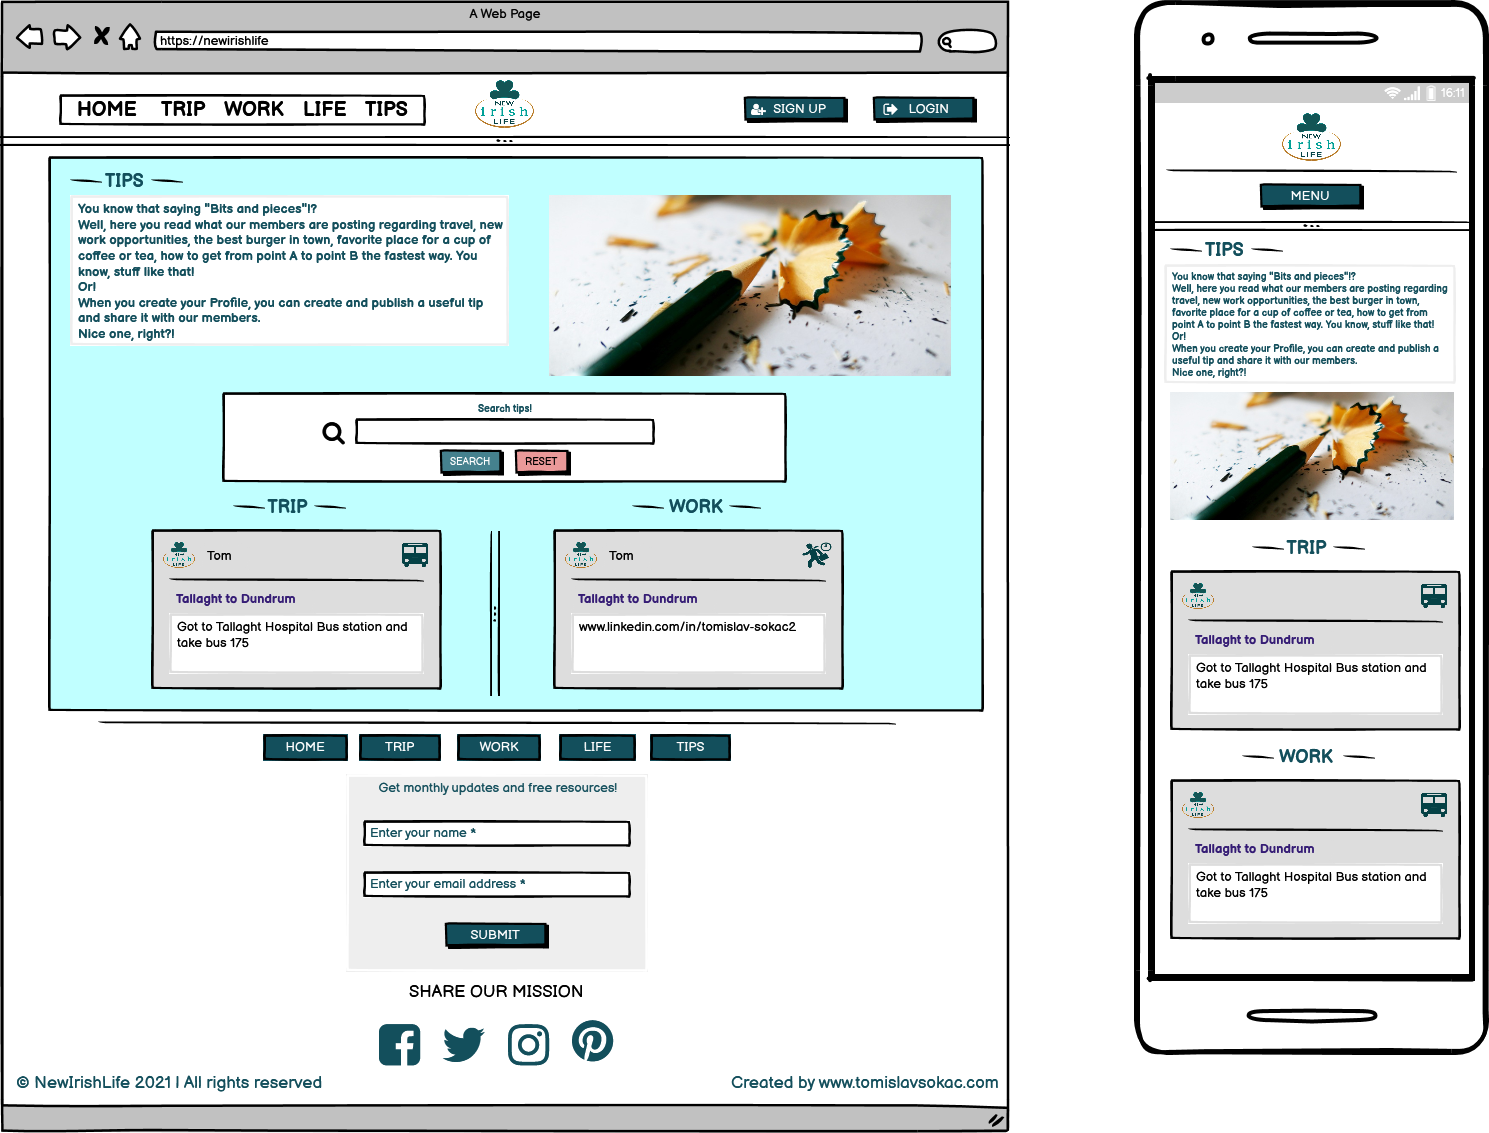 A Web Page
https://newirishlife
HOME TRIP WORK LIFE TIPS
NEW
irish
LIFE
SIGN UP
LOGIN
TIPS
You know that saying "Bits and pieces"!?
Well, here you read what our members are posting regarding travel, new
work opportunities, the best burger in town, favorite place for a cup of
coffee or tea, how to get from point A to point B the fastest way. You
know, stuff like that!
Or!
When you create your Profile, you can create and publish a useful tip
and share it with our members.
Nice one, right?!
Search tips!
SEARCH
RESET
TRIP
NEW
irish
LIFE
Tom
Tallaght to Dundrum
Got to Tallaght Hospital Bus station and
take bus 175
WORK
NEW
irish
LIFE
Tom
Tallaght to Dundrum
www.linkedin.com/in/tomislav-sokac2
HOME
TRIP
WORK
LIFE
TIPS
Get monthly updates and free resources!
Enter your name *
Enter your email address *
SUBMIT
SHARE OUR MISSION
© NewIrishLife 2021 | All rights reserved
Created by www.tomislavsokac.com
16:11
NEW
irish
LIFE
MENU
TIPS
You know that saying "Bits and pieces"!?
Well, here you read what our members are posting regarding
travel, new work opportunities, the best burger in town,
favorite place for a cup of coffee or tea, how to get from
point A to point B the fastest way. You know, stuff like that!
Or!
When you create your Profile, you can create and publish a
useful tip and share it with our members.
Nice one, right?!
TRIP
NEW
irish
LIFE
Tallaght to Dundrum
Got to Tallaght Hospital Bus station and
take bus 175
WORK
NEW
irish
LIFE
Tallaght to Dundrum
Got to Tallaght Hospital Bus station and
take bus 175